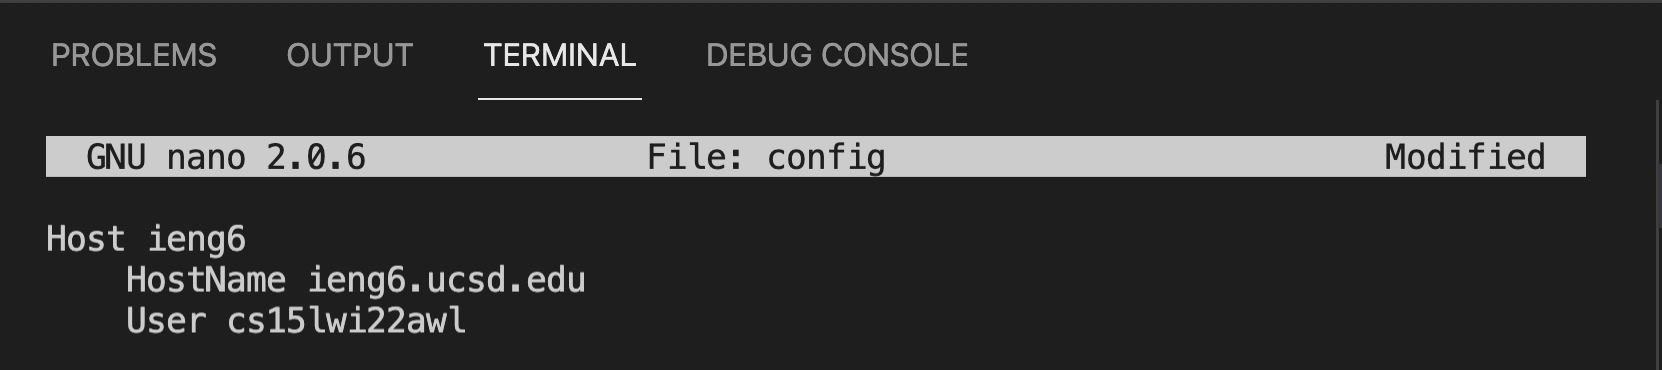 PROBLEMS OUTPUT TERMINAL DEBUG CONSOLE
GNU nano 2.0.6 File: config Modified
Host ieng6
HostName ieng6.ucsd.edu
User cs15lwi22awl